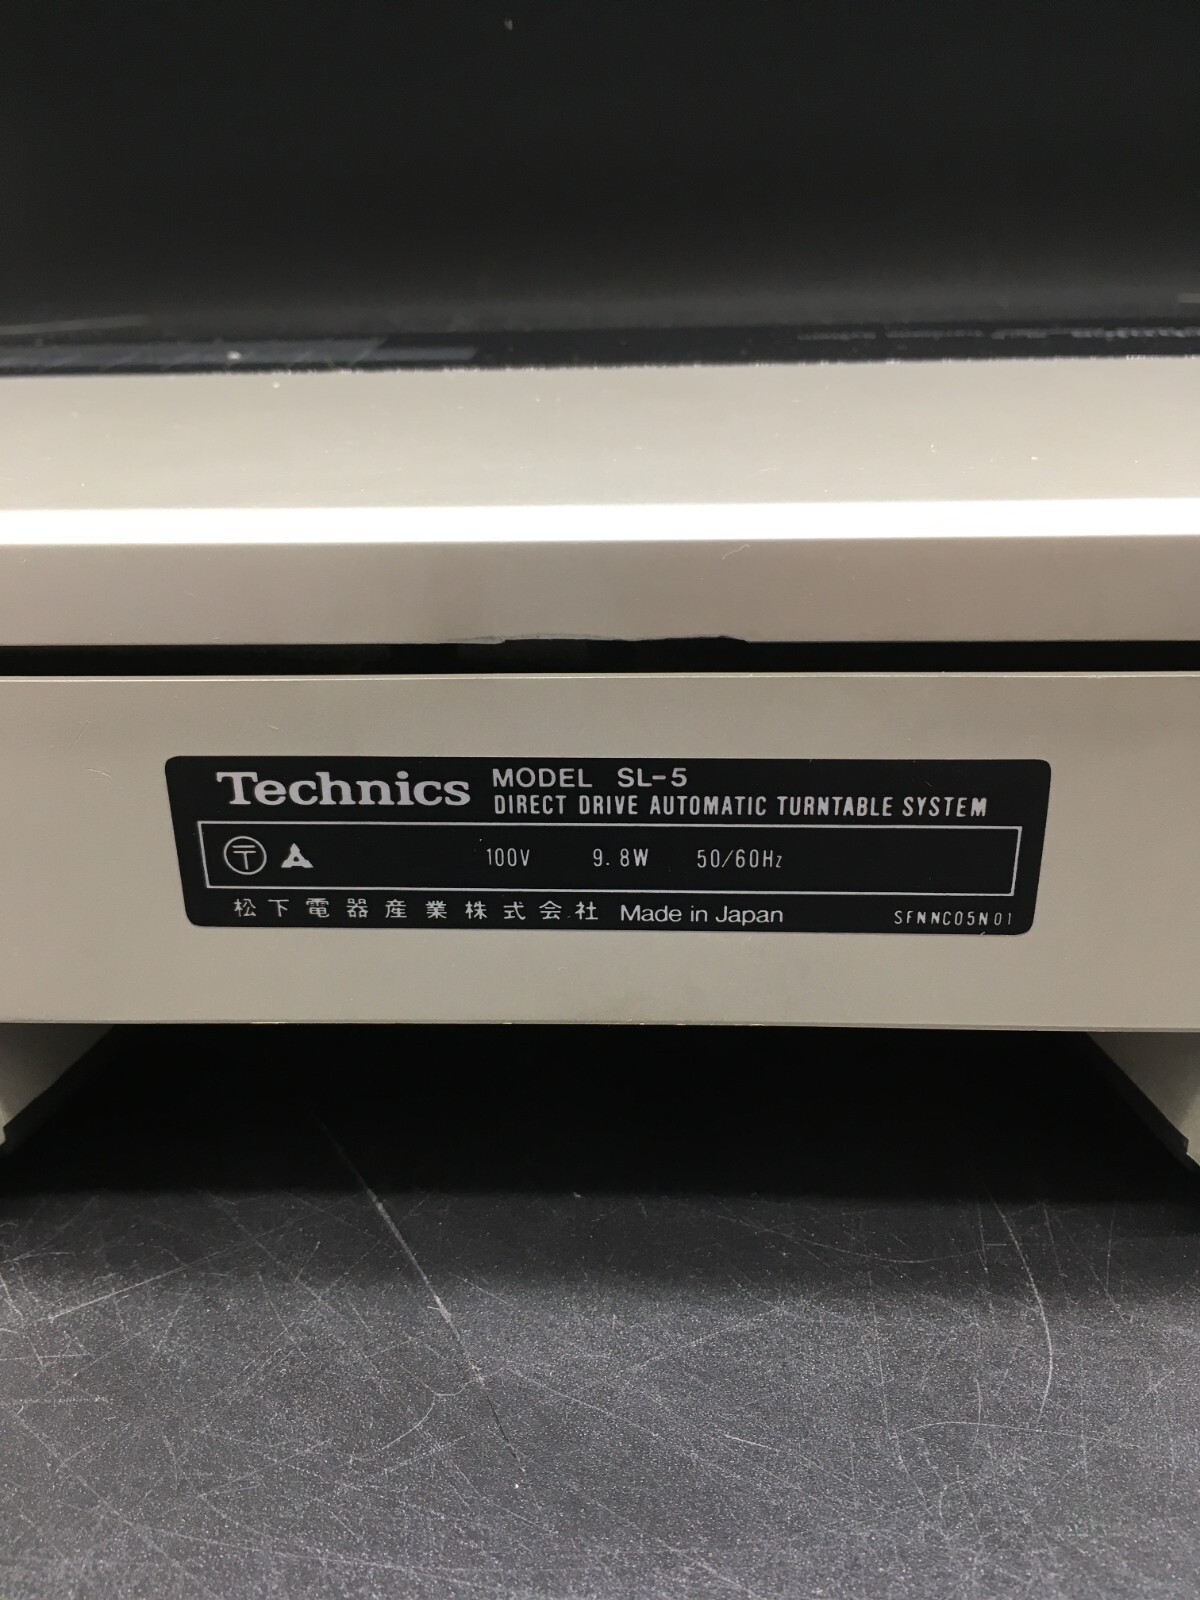 Technics MODEL SL-5
DIRECT DRIVE AUTOMATIC TURNTABLE SYSTEM
〒 100V 9.8W 50/60Hz
松下電器産業株式会社 Made in Japan SFNNC05N01